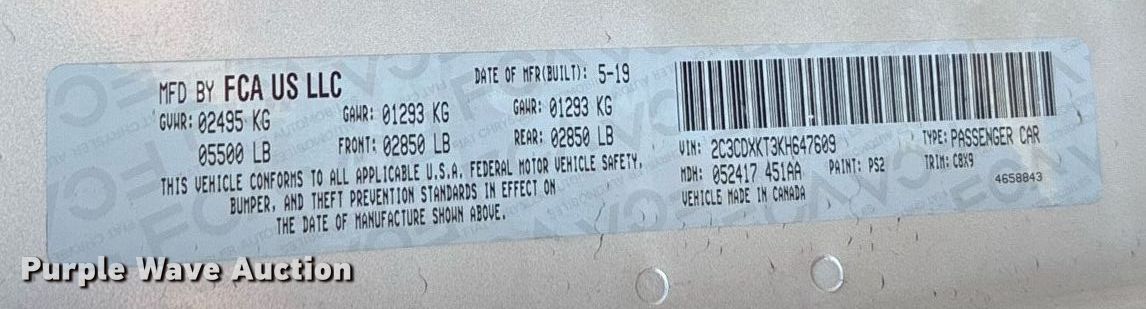 MFD BY FCA US LLC
DATE OF MFR(BUILT): 5-19
GVWR: 02495 KG
GAWR: 01293 KG
GAWR: 01293 KG
05500 LB
FRONT: 02850 LB
REAR: 02850 LB
THIS VEHICLE CONFORMS TO ALL APPLICABLE U.S.A. FEDERAL MOTOR VEHICLE SAFETY,
BUMPER, AND THEFT PREVENTION STANDARDS IN EFFECT ON
THE DATE OF MANUFACTURE SHOWN ABOVE.
VIN: 2C3CDXKT3KH647609
TYPE: PASSENGER CAR
MDH: 052417 451AA
PAINT: PS2
TRIM: CBX9
4658843
VEHICLE MADE IN CANADA
Purple Wave Auction